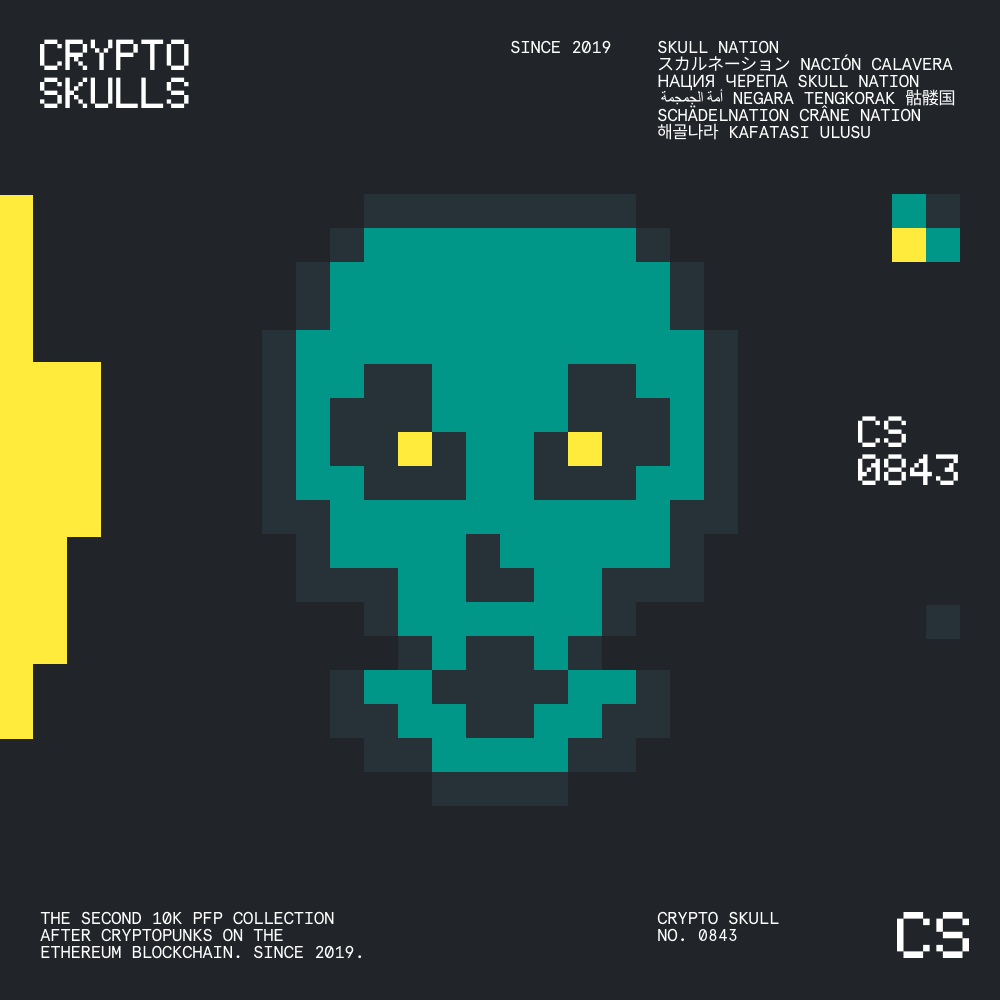 CRYPTO
SKULLS
SINCE 2019
SKULL NATION
スカルネーション NACIÓN CALAVERA
НАЦИЯ ЧЕРЕПА SKULL NATION
أمة الجمجمة NEGARA TENGKORAK 骷髅国
SCHÄDELNATION CRÂNE NATION
해골나라 KAFATASI ULUSU
CS
0843
THE SECOND 10K PFP COLLECTION
AFTER CRYPTOPUNKS ON THE
ETHEREUM BLOCKCHAIN. SINCE 2019.
CRYPTO SKULL
NO. 0843
CS